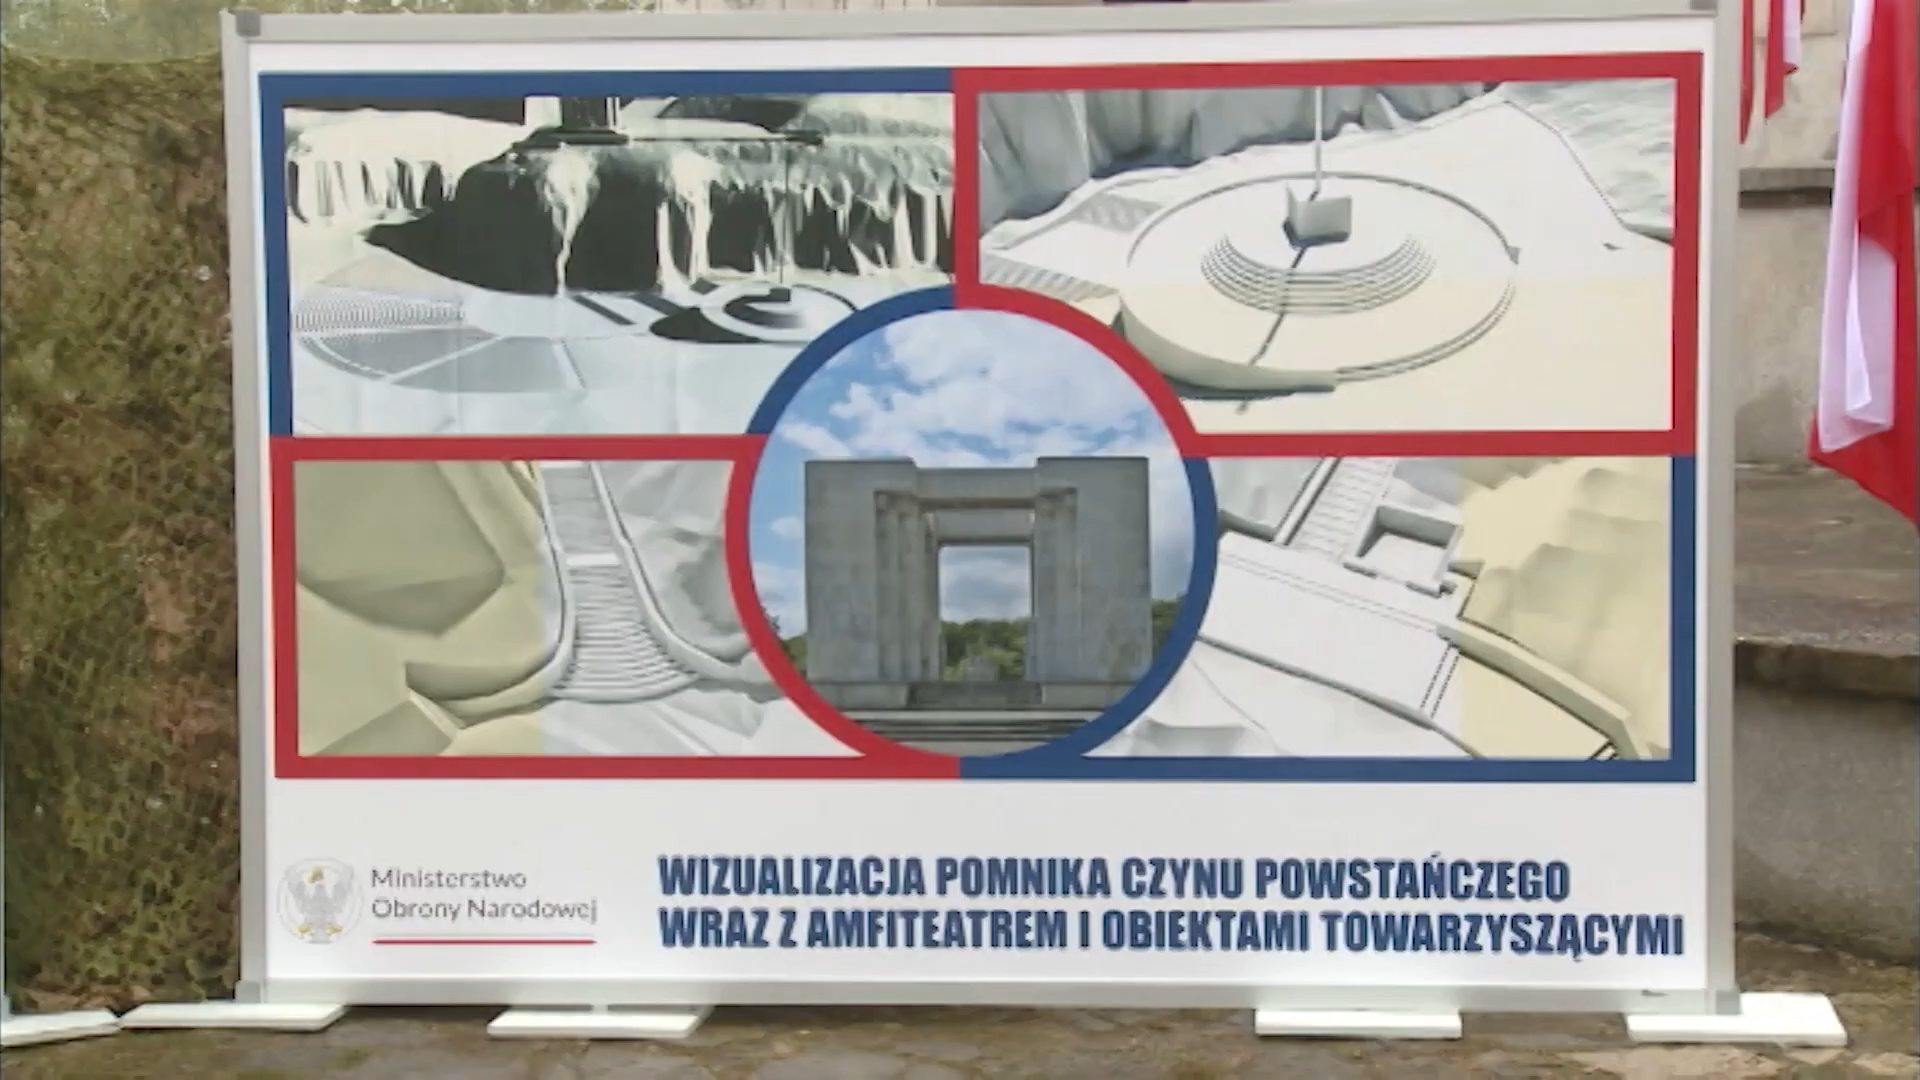 Ministerstwo
Obrony Narodowej
WIZUALIZACJA POMNIKA CZYNU POWSTAŃCZEGO
WRAZ Z AMFITEATREM I OBIEKTAMI TOWARZYSZĄCYMI